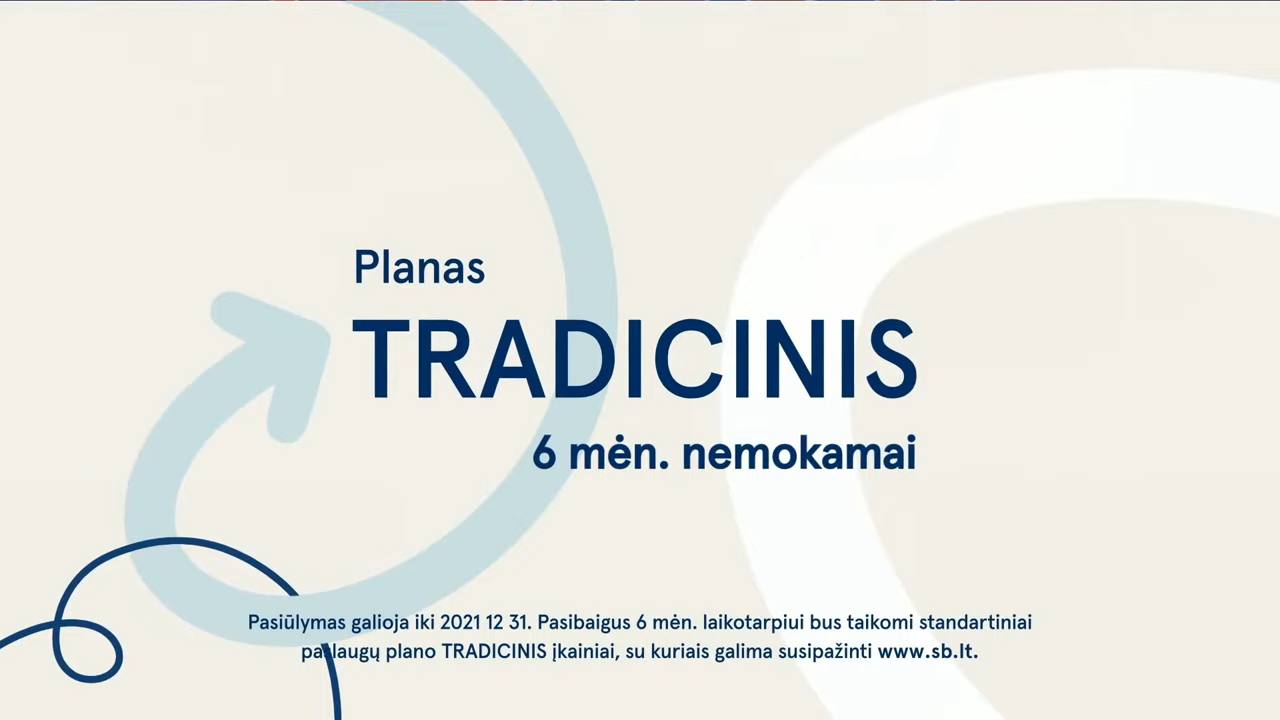 Planas
TRADICINIS
6 mėn. nemokamai
Pasiūlymas galioja iki 2021 12 31. Pasibaigus 6 mėn. laikotarpiui bus taikomi standartiniai
paslaugų plano TRADICINIS įkainiai, su kuriais galima susipažinti www.sb.lt.